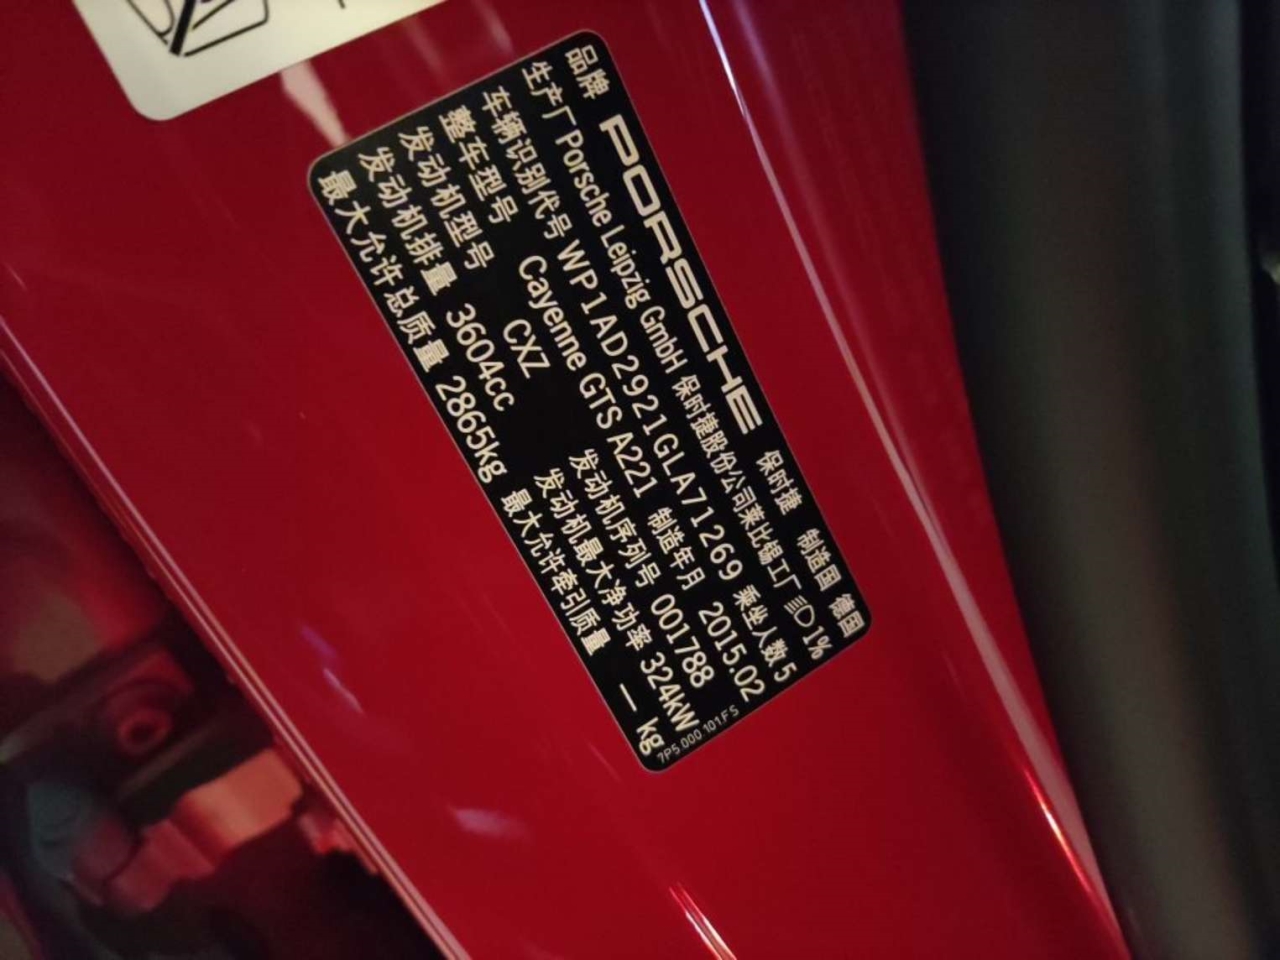 品牌 PORSCHE 保时捷 制造国 德国
生产厂 Porsche Leipzig GmbH 保时捷股份公司莱比锡工厂 1%
车辆识别代号 WP1AD2921GLA71269 乘坐人数 5
整车型号 Cayenne GTS A221 制造年月 2015.02
发动机型号 CXZ 发动机序列号 001788
发动机排量 3604cc 发动机最大净功率 324kW
最大允许总质量 2865kg 最大允许牵引质量 — kg
7P5.000.101.FS